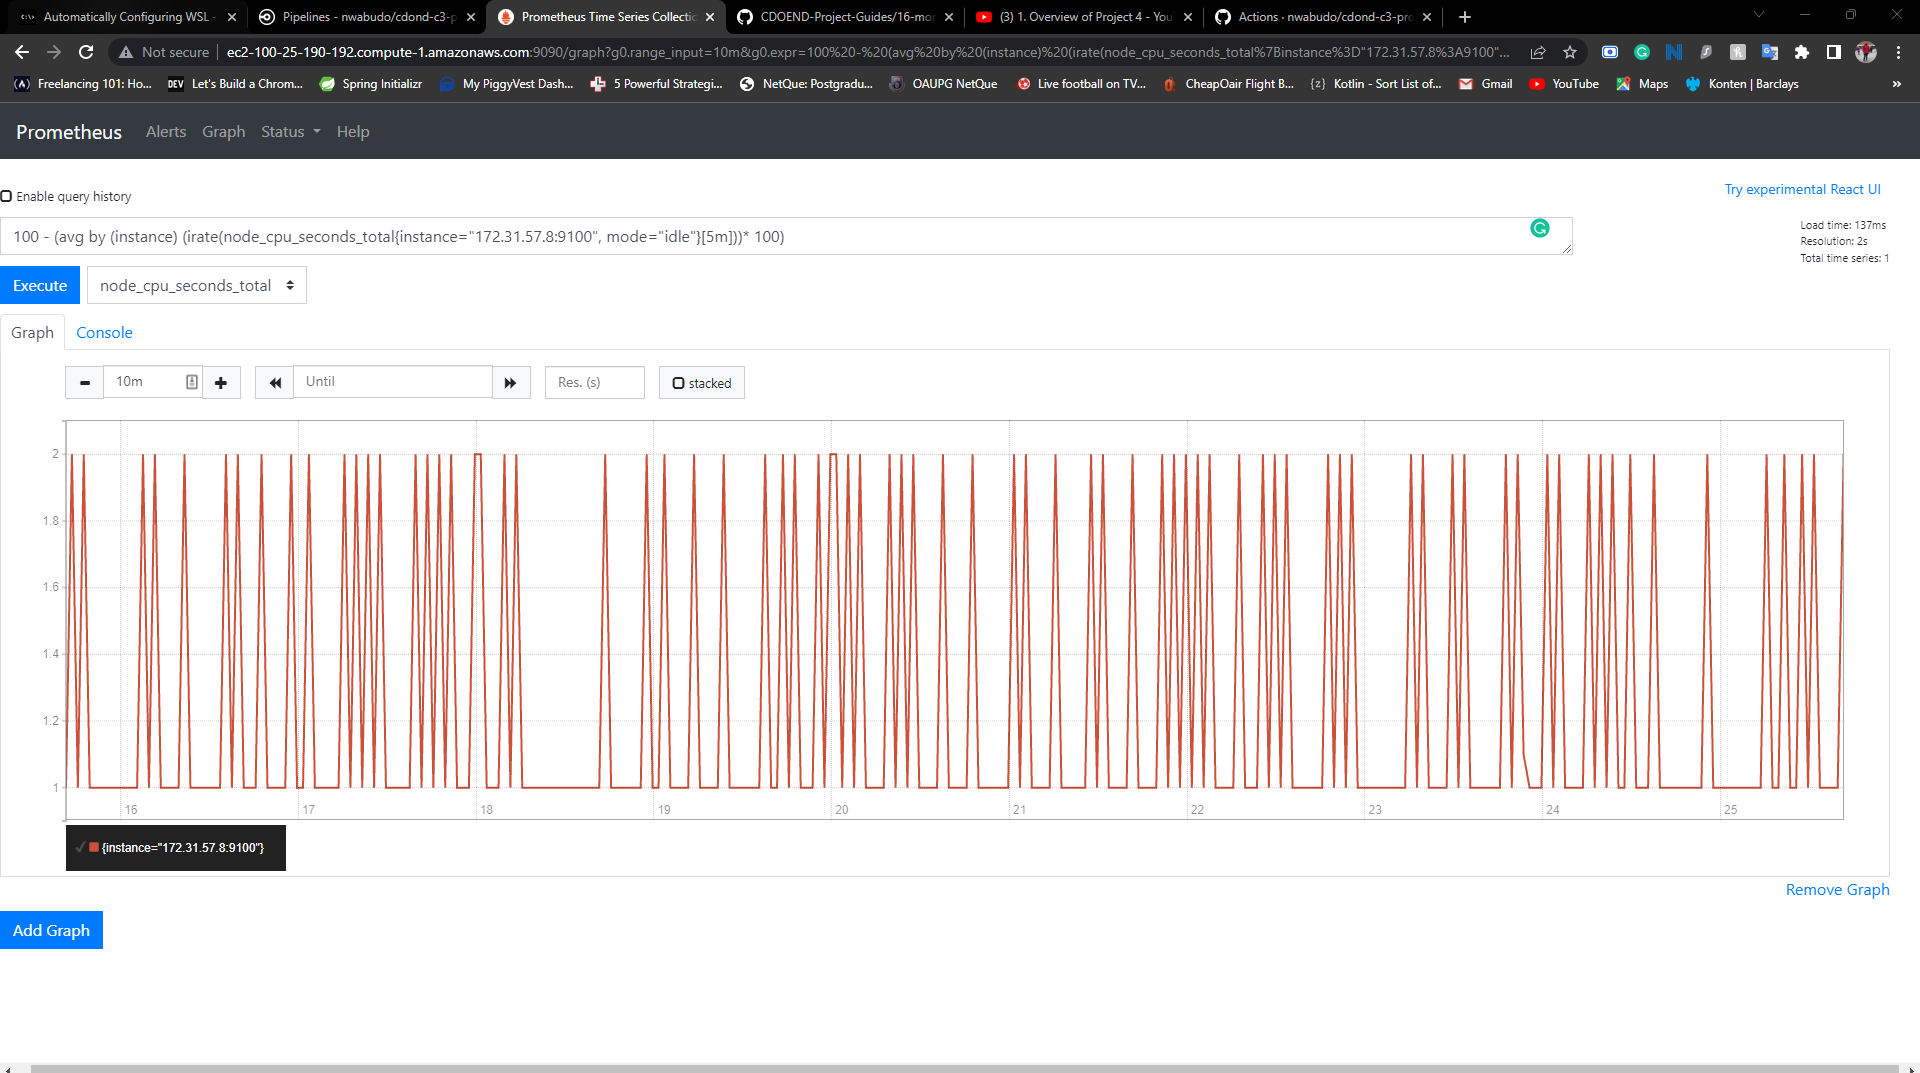 Automatically Configuring WSL -
Pipelines - nwabudo/cdond-c3-p
Prometheus Time Series Collectio
CDOEND-Project-Guides/16-mor
(3) 1. Overview of Project 4 - You
Actions · nwabudo/cdond-c3-pro
Not secure
ec2-100-25-190-192.compute-1.amazonaws.com:9090/graph?g0.range_input=10m&g0.expr=100%20-%20(avg%20by%20(instance)%20(irate(node_cpu_seconds_total%7Binstance%3D"172.31.57.8%3A9100"...
Freelancing 101: Ho...
DEV Let's Build a Chrom...
Spring Initializr
My PiggyVest Dash...
5 Powerful Strategi...
NetQue: Postgradu...
OAUPG NetQue
Live football on TV...
CheapOair Flight B...
Kotlin - Sort List of...
Gmail
YouTube
Maps
Konten | Barclays
»
Prometheus
Alerts
Graph
Status
Help
Enable query history
Try experimental React UI
100 - (avg by (instance) (irate(node_cpu_seconds_total{instance="172.31.57.8:9100", mode="idle"}[5m]))* 100)
Load time: 137ms
Resolution: 2s
Total time series: 1
Execute
node_cpu_seconds_total
Graph
Console
10m
Until
Res. (s)
stacked
2
1.8
1.6
1.4
1.2
1
16
17
18
19
20
21
22
23
24
25
{instance="172.31.57.8:9100"}
Remove Graph
Add Graph